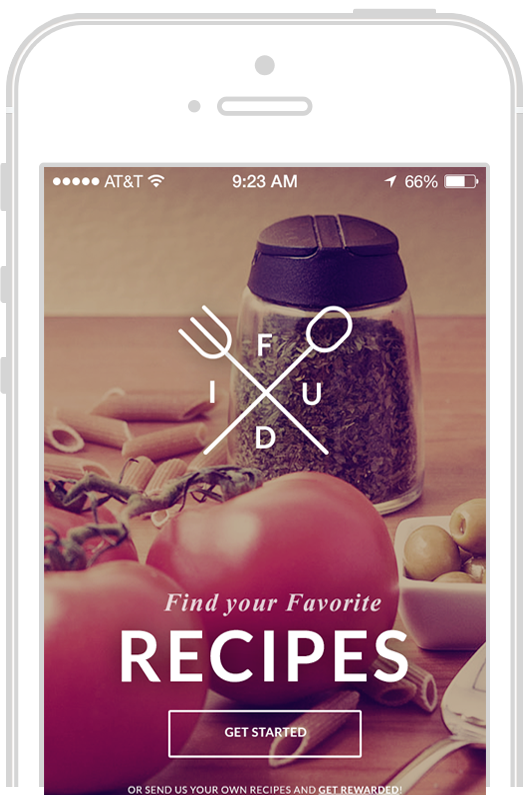 AT&T 9:23 AM 66%
F
I U
D
Find your Favorite
RECIPES
GET STARTED
OR SEND US YOUR OWN RECIPES AND GET REWARDED!